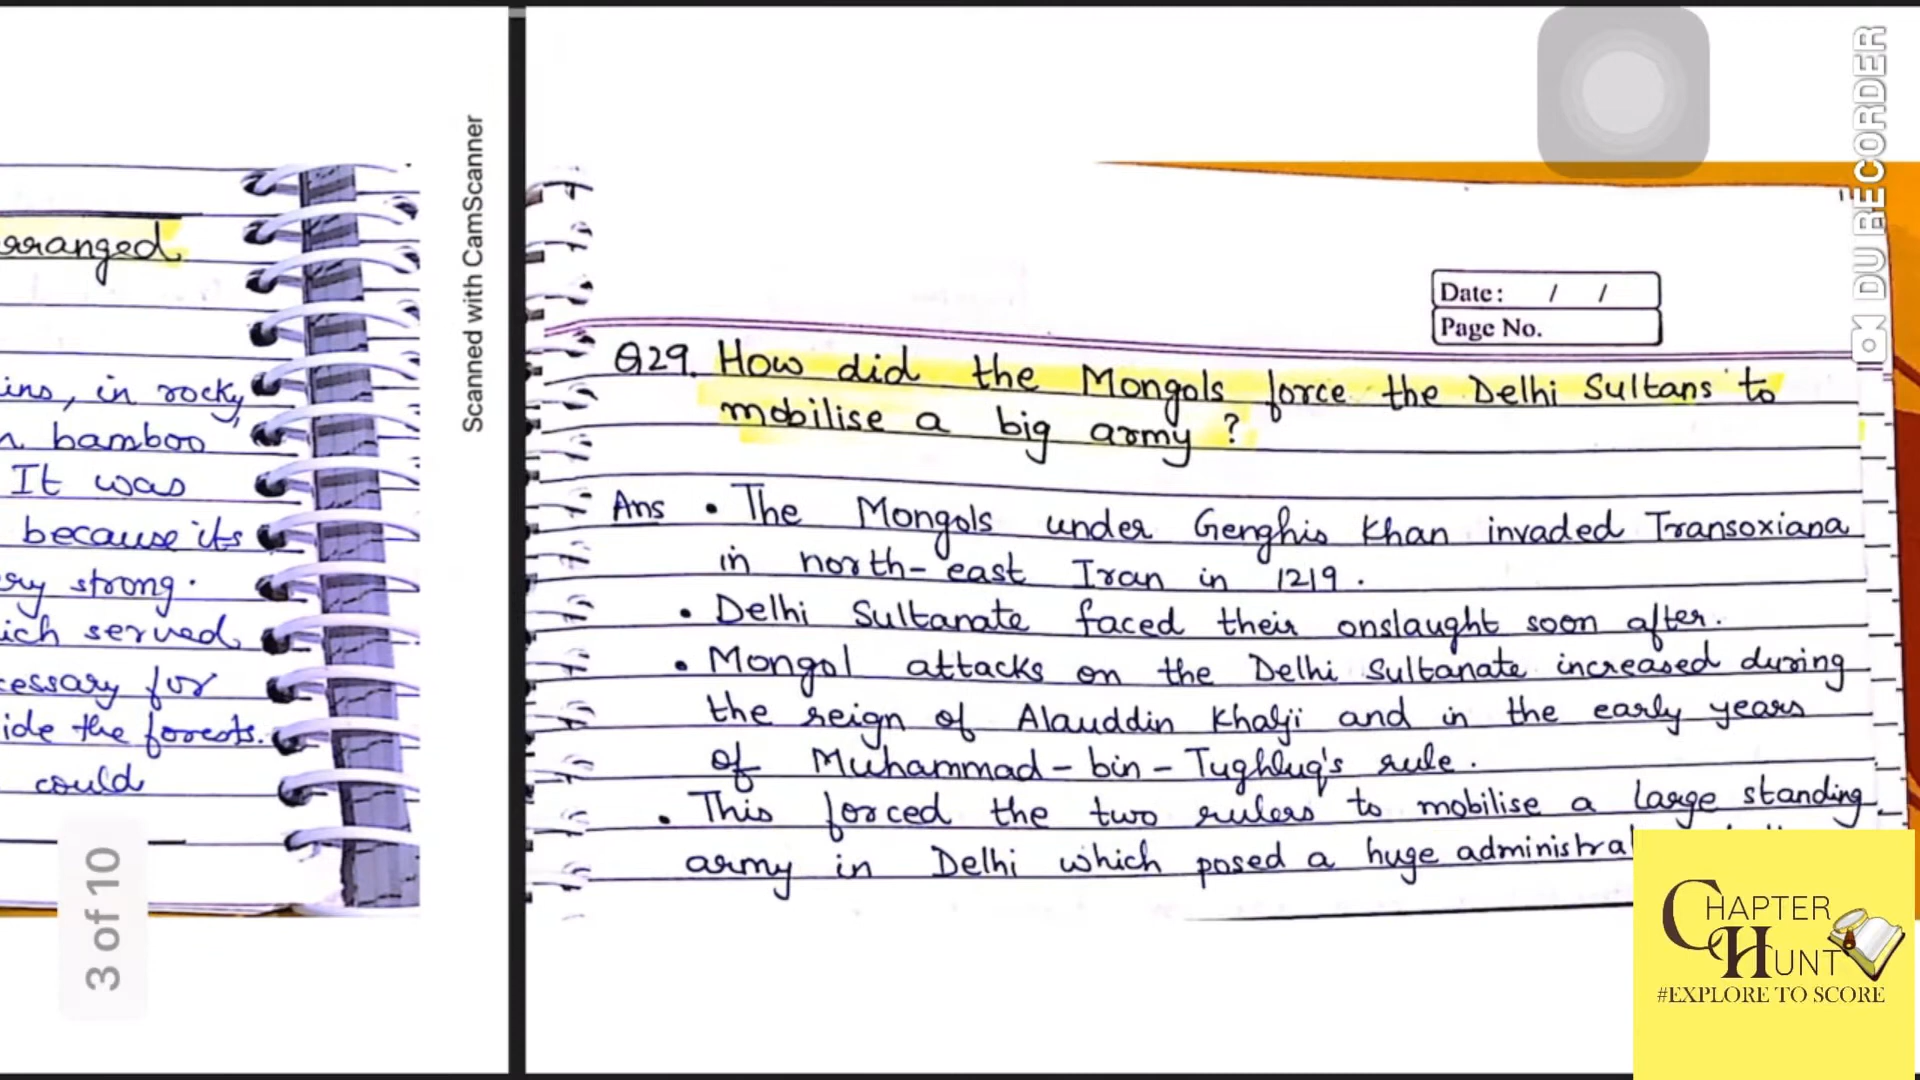 arranged
ins, in rocky,
n bamboo
It was
because its
ery strong.
ich served
cessary for
ide the forests.
could
3 of 10
Scanned with CamScanner
DU RECORDER
Date: / /
Page No.
Q29. How did the Mongols force the Delhi Sultans to
mobilise a big army ?
Ans • The Mongols under Genghis Khan invaded Transoxiana
in north-east Iran in 1219.
• Delhi Sultanate faced their onslaught soon after.
• Mongol attacks on the Delhi Sultanate increased during
the reign of Alauddin Khalji and in the early years
of Muhammad-bin-Tughluq's rule.
• This forced the two rulers to mobilise a large standing
army in Delhi which posed a huge administra
CHAPTER
HUNT
#EXPLORE TO SCORE